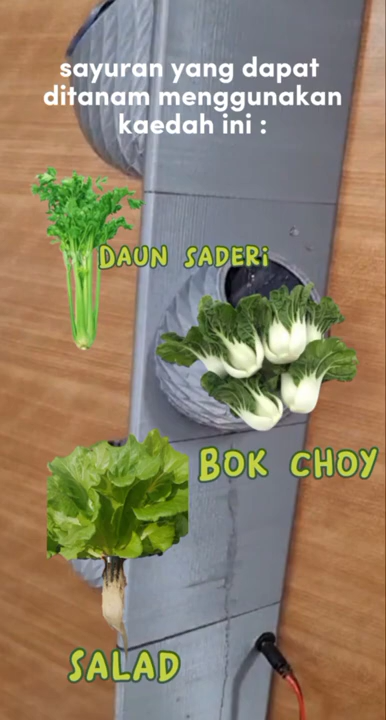 sayuran yang dapat
ditanam menggunakan
kaedah ini :
DAUN SADERI
BOK CHOY
SALAD